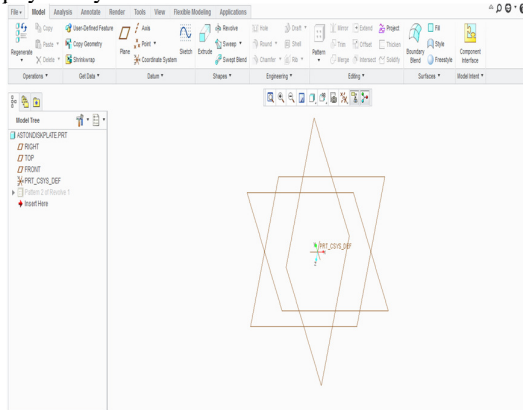 File Model Analysis Annotate Render Tools View Flexible Modeling Applications
Regenerate
Copy
Paste
Delete
User-Defined Feature
Copy Geometry
Shrinkwrap
Plane
Axis
Point
Coordinate System
Sketch
Extrude
Revolve
Sweep
Swept Blend
Hole
Round
Chamfer
Draft
Shell
Rib
Pattern
Mirror
Trim
Merge
Extend
Offset
Intersect
Project
Thicken
Solidify
Boundary
Blend
Fill
Style
Freestyle
Component
Interface
Operations Get Data Datum Shapes Engineering Editing Surfaces Model Intent
Model Tree
ASTONDISKPLATE.PRT
RIGHT
TOP
FRONT
PRT_CSYS_DEF
Pattern 2 of Revolve 1
Insert Here
PRT_CSYS_DEF